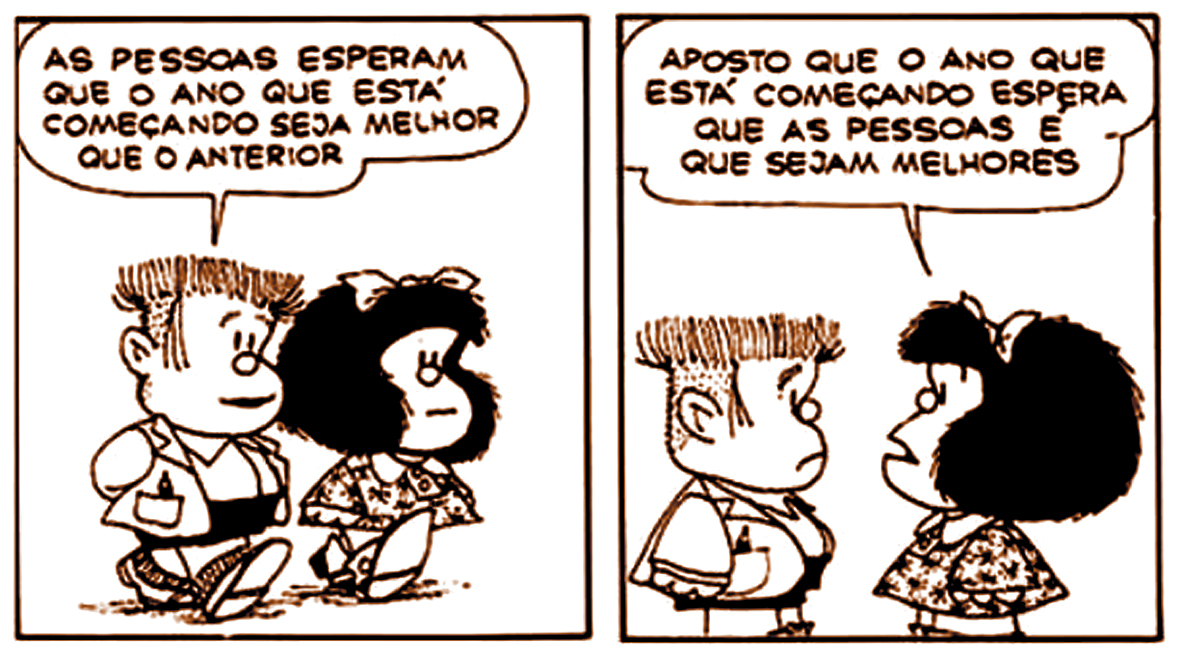 AS PESSOAS ESPERAM
QUE O ANO QUE ESTÁ
COMEÇANDO SEJA MELHOR
QUE O ANTERIOR
APOSTO QUE O ANO QUE
ESTÁ COMEÇANDO ESPERA
QUE AS PESSOAS É
QUE SEJAM MELHORES